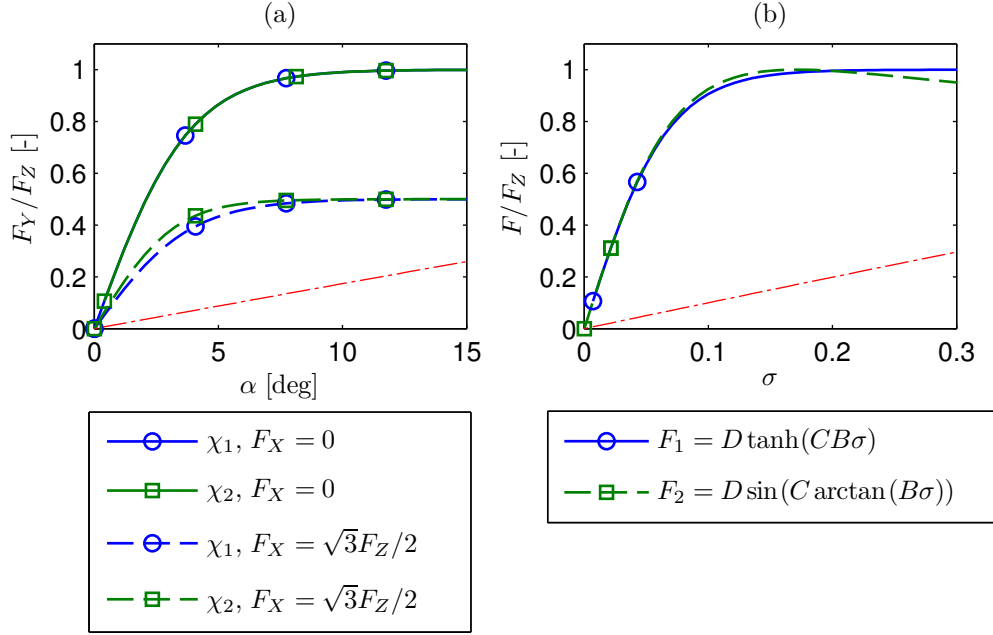 (a)
1
0.8
0.6
0.4
0.2
0
F_Y/F_Z [-]
0 5 10 15
α [deg]
χ₁, F_X = 0
χ₂, F_X = 0
χ₁, F_X = √3F_Z/2
χ₂, F_X = √3F_Z/2
(b)
1
0.8
0.6
0.4
0.2
0
F/F_Z [-]
0 0.1 0.2 0.3
σ
F₁ = D tanh(CBσ)
F₂ = D sin(C arctan(Bσ))